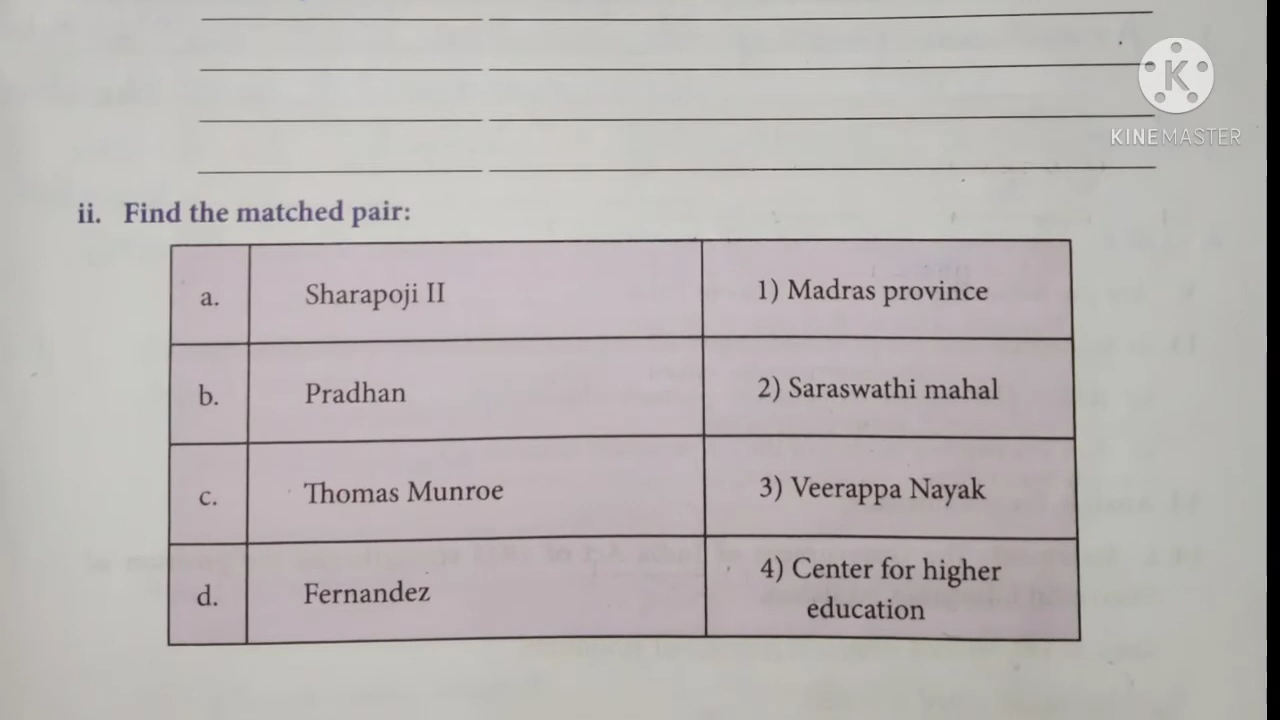 K
KINEMASTER
ii. Find the matched pair:
a. Sharapoji II 1) Madras province
b. Pradhan 2) Saraswathi mahal
c. Thomas Munroe 3) Veerappa Nayak
d. Fernandez 4) Center for higher
education